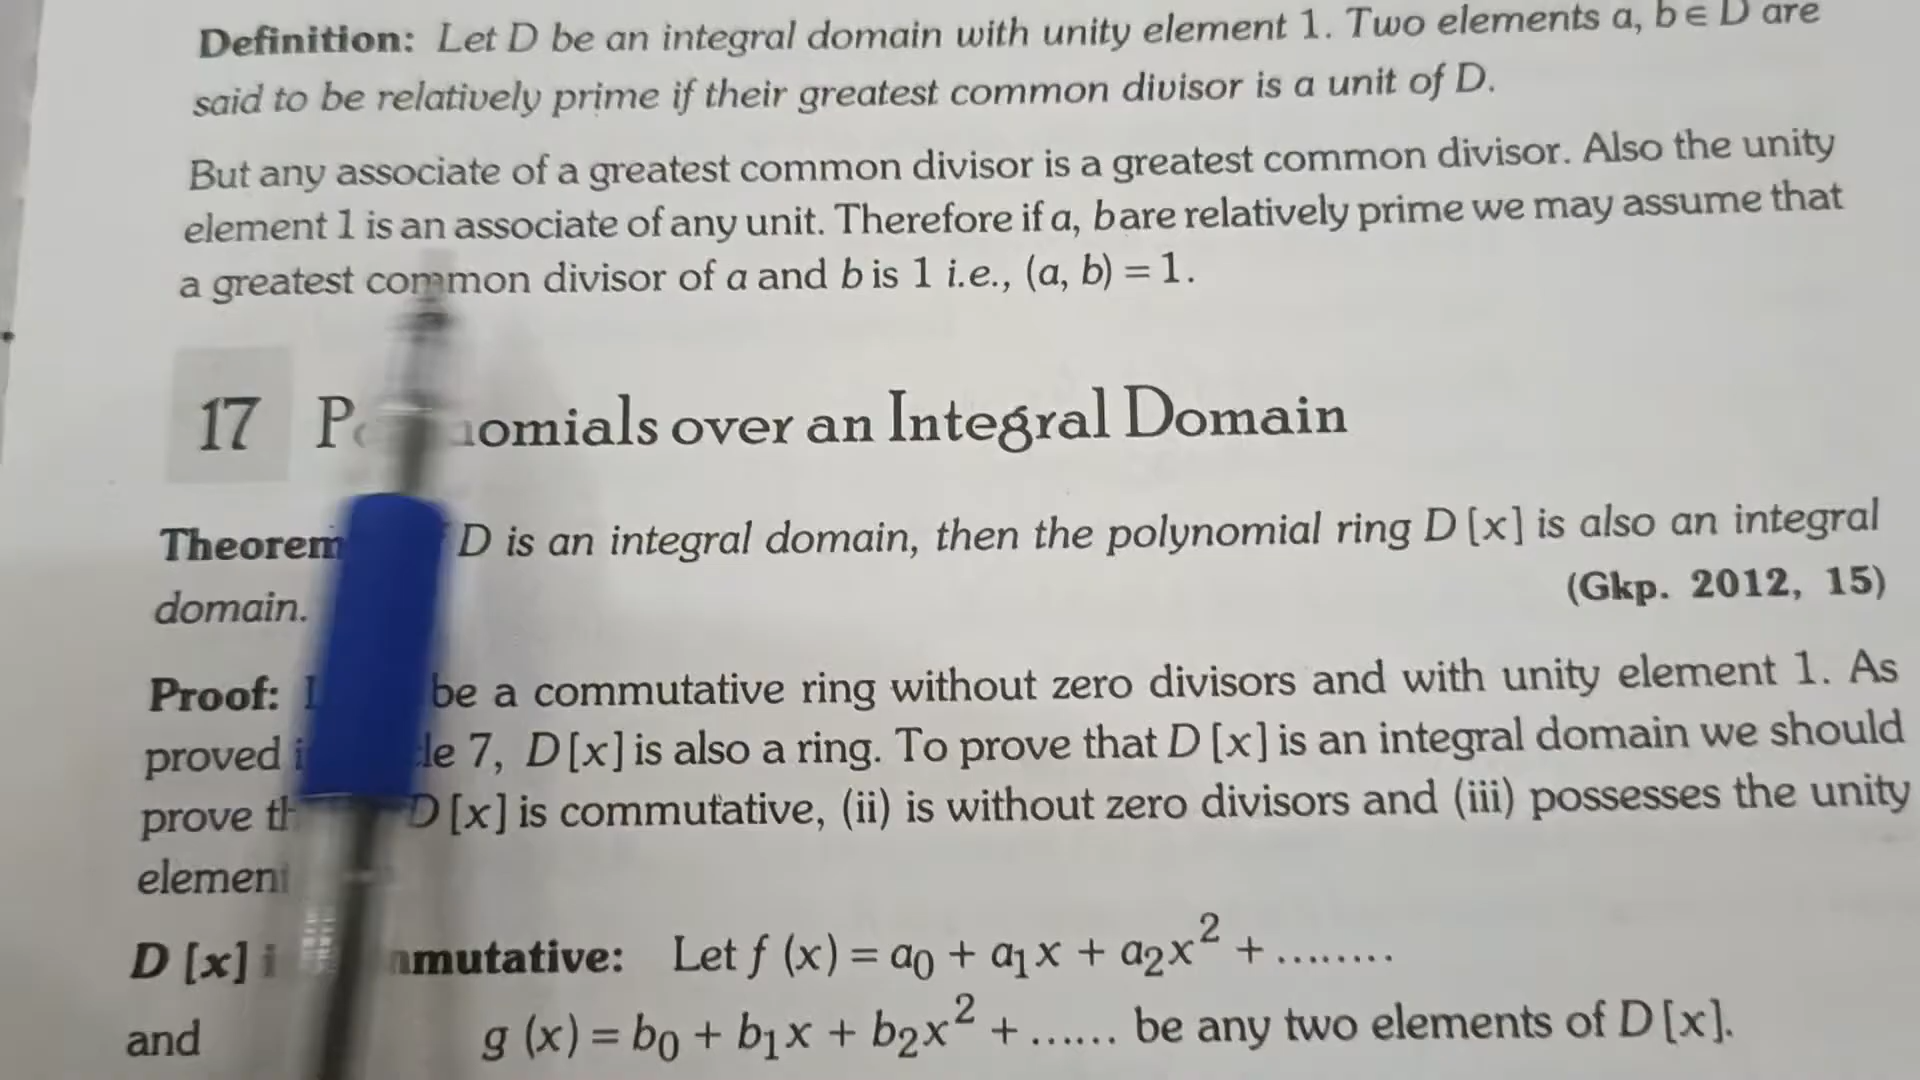 Definition: Let D be an integral domain with unity element 1. Two elements a, b ∈ D are
said to be relatively prime if their greatest common divisor is a unit of D.
But any associate of a greatest common divisor is a greatest common divisor. Also the unity
element 1 is an associate of any unit. Therefore if a, b are relatively prime we may assume that
a greatest common divisor of a and b is 1 i.e., (a, b) = 1.
17 over an Integral Domain
Theorem D is an integral domain, then the polynomial ring D [x] is also an integral
domain. (Gkp. 2012, 15)
Proof: be a commutative ring without zero divisors and with unity element 1. As
proved 7, D [x] is also a ring. To prove that D [x] is an integral domain we should
prove D [x] is commutative, (ii) is without zero divisors and (iii) possesses the unity
D [x] Let f (x) = a₀ + a₁x + a₂x² + ........
and g (x) = b₀ + b₁x + b₂x² + ...... be any two elements of D [x].